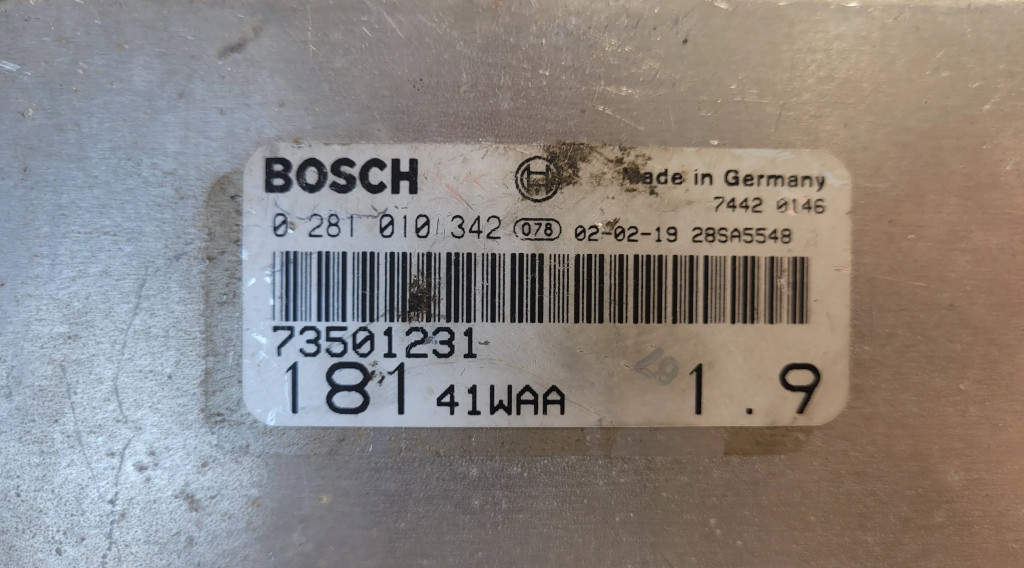 BOSCH Made in Germany
7442 0146
0 281 010 342 078 02-02-19 28SA5548
73501231
181 41WAA 1.9